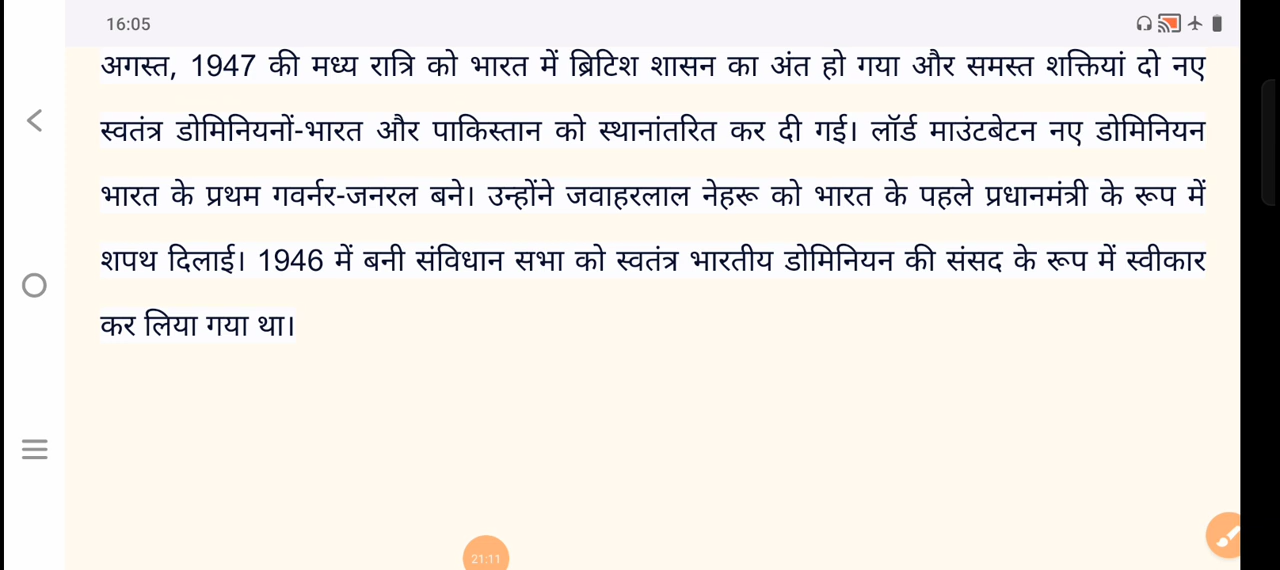 16:05
अगस्त, 1947 की मध्य रात्रि को भारत में ब्रिटिश शासन का अंत हो गया और समस्त शक्तियां दो नए
स्वतंत्र डोमिनियनों-भारत और पाकिस्तान को स्थानांतरित कर दी गई। लॉर्ड माउंटबेटन नए डोमिनियन
भारत के प्रथम गवर्नर-जनरल बने। उन्होंने जवाहरलाल नेहरू को भारत के पहले प्रधानमंत्री के रूप में
शपथ दिलाई। 1946 में बनी संविधान सभा को स्वतंत्र भारतीय डोमिनियन की संसद के रूप में स्वीकार
कर लिया गया था।
21:11